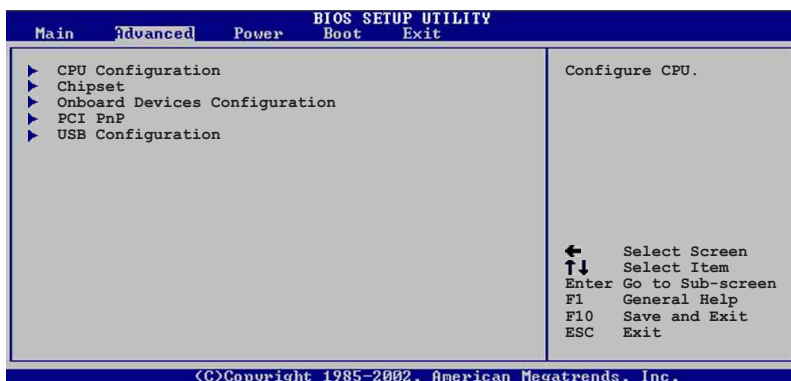 BIOS SETUP UTILITY
Main Advanced Power Boot Exit
CPU Configuration
Chipset
Onboard Devices Configuration
PCI PnP
USB Configuration
Configure CPU.
← Select Screen
↑↓ Select Item
Enter Go to Sub-screen
F1 General Help
F10 Save and Exit
ESC Exit
(C)Copyright 1985-2002, American Megatrends, Inc.